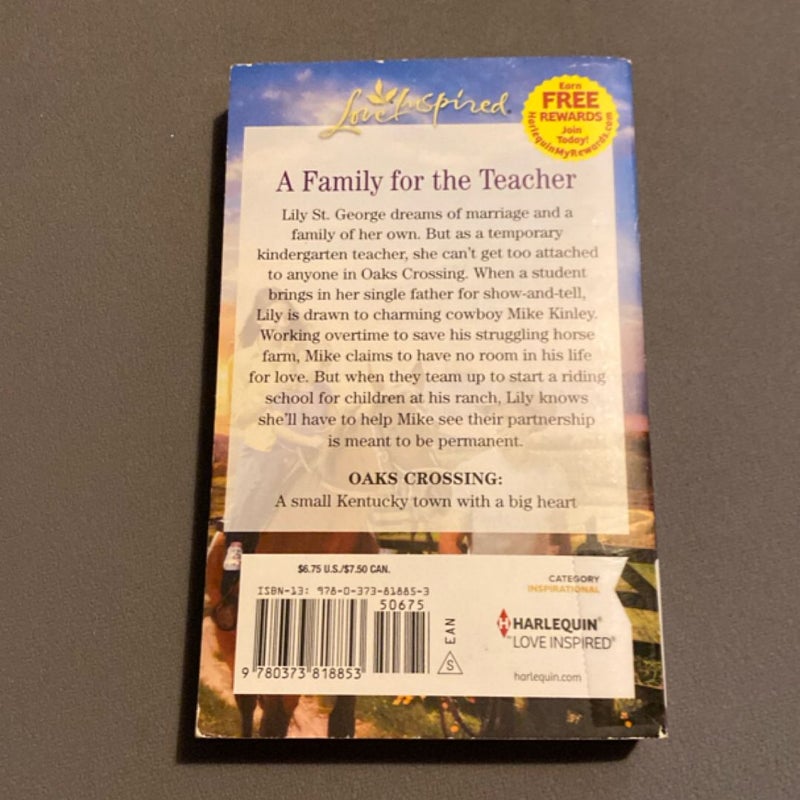 Love Inspired®
Earn
FREE
REWARDS
Join
Today!
HarlequinMyRewards.com
A Family for the Teacher
Lily St. George dreams of marriage and a
family of her own. But as a temporary
kindergarten teacher, she can't get too attached
to anyone in Oaks Crossing. When a student
brings in her single father for show-and-tell,
Lily is drawn to charming cowboy Mike Kinley.
Working overtime to save his struggling horse
farm, Mike claims to have no room in his life
for love. But when they team up to start a riding
school for children at his ranch, Lily knows
she'll have to help Mike see their partnership
is meant to be permanent.
OAKS CROSSING:
A small Kentucky town with a big heart
$6.75 U.S./$7.50 CAN.
ISBN-13: 978-0-373-81885-3
50675
9 780373 818853
EAN
S
CATEGORY
INSPIRATIONAL
H HARLEQUIN®
™LOVE INSPIRED®
harlequin.com